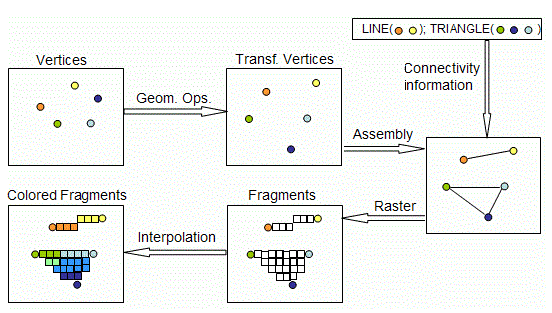 LINE( ); TRIANGLE( )
Vertices
Transf. Vertices
Geom. Ops.
Connectivity
information
Assembly
Colored Fragments
Fragments
Raster
Interpolation